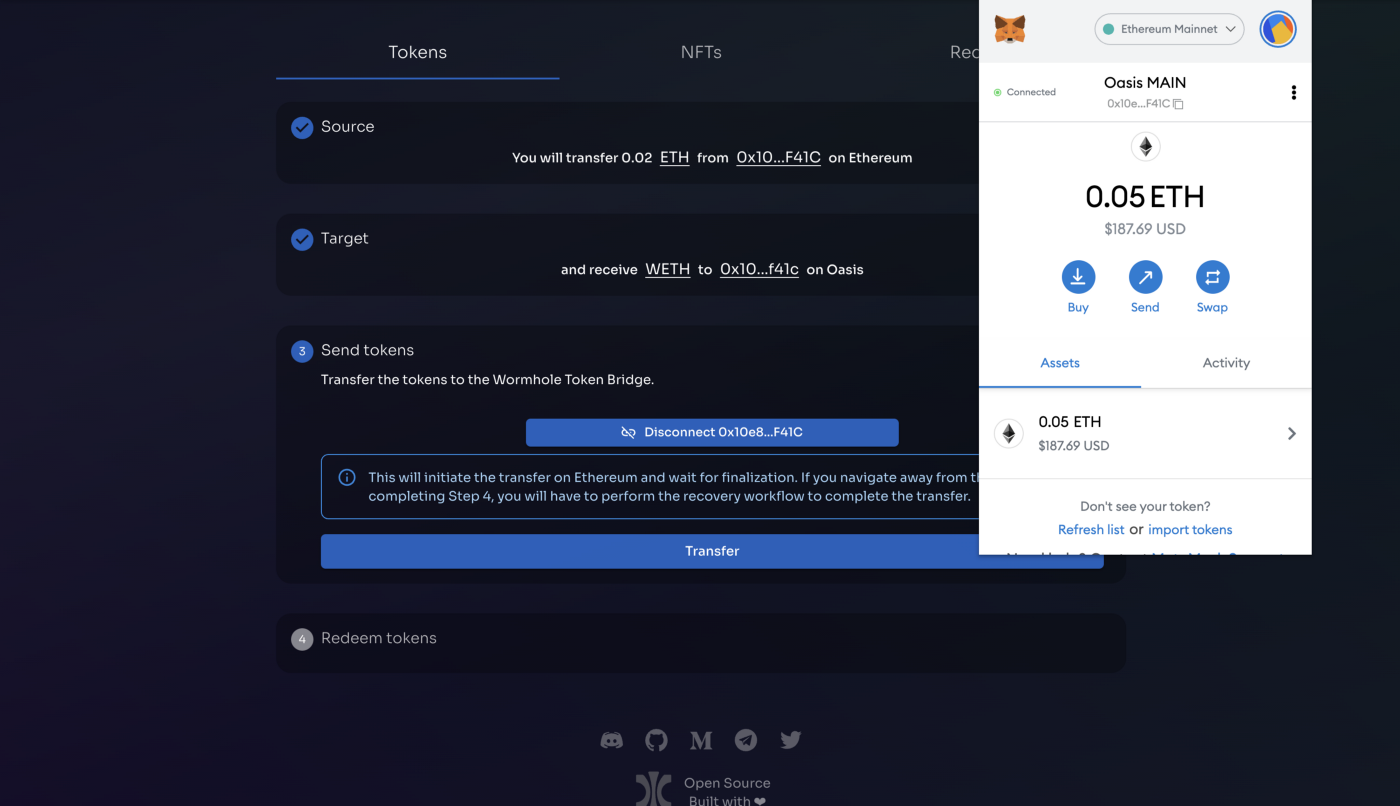 Tokens
NFTs
Rec
Source
You will transfer 0.02 ETH from 0x10...F41C on Ethereum
Target
and receive WETH to 0x10...f41c on Oasis
3
Send tokens
Transfer the tokens to the Wormhole Token Bridge.
Disconnect 0x10e8...F41C
This will initiate the transfer on Ethereum and wait for finalization. If you navigate away from th
completing Step 4, you will have to perform the recovery workflow to complete the transfer.
Transfer
4
Redeem tokens
Open Source
Built with ❤
Ethereum Mainnet
Connected
Oasis MAIN
0x10e...F41C
0.05 ETH
$187.69 USD
Buy
Send
Swap
Assets
Activity
0.05 ETH
$187.69 USD
Don't see your token?
Refresh list or import tokens